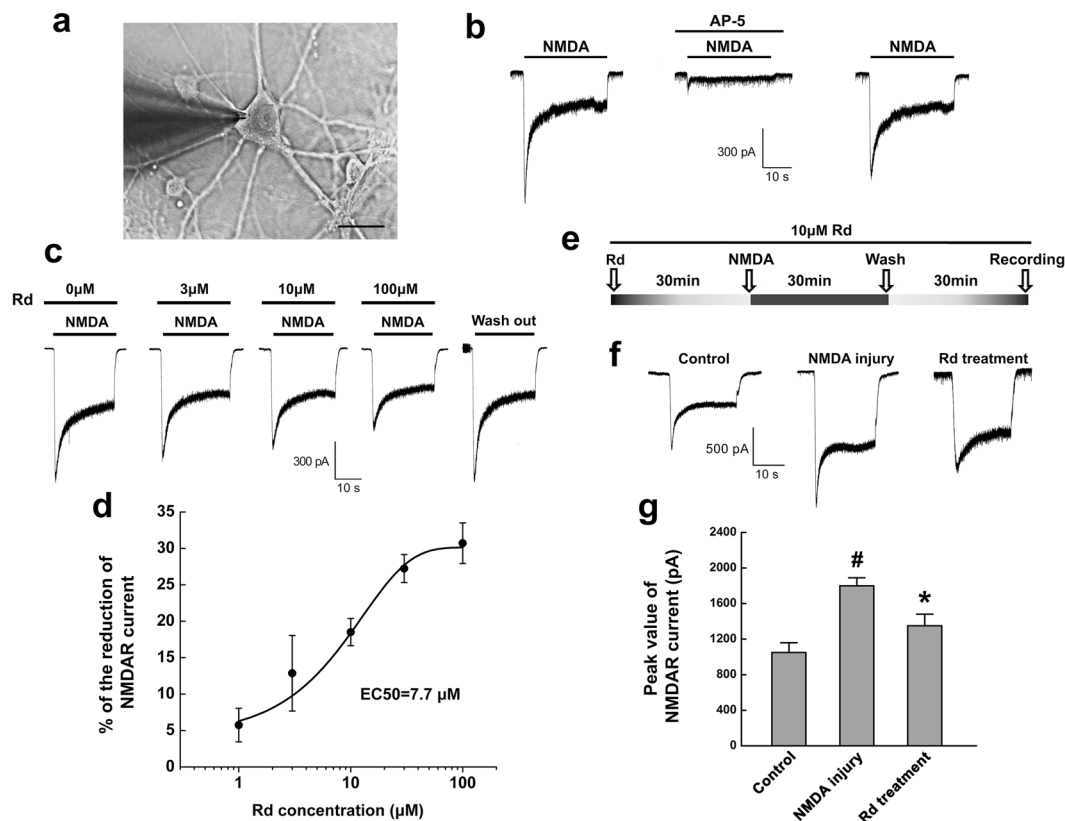 a
b
AP-5
NMDA
NMDA
NMDA
300 pA
10 s
c
Rd
0µM
3µM
10µM
100µM
NMDA
NMDA
NMDA
NMDA
Wash out
300 pA
10 s
d
% of the reduction of
NMDAR current
35
30
25
20
15
10
5
0
EC50=7.7 µM
1
10
100
Rd concentration (µM)
e
10µM Rd
Rd
NMDA
Wash
Recording
30min
30min
30min
f
Control
NMDA injury
Rd treatment
500 pA
10 s
g
Peak value of
NMDAR current (pA)
2400
2000
1600
1200
800
400
0
#
*
Control
NMDA injury
Rd treatment